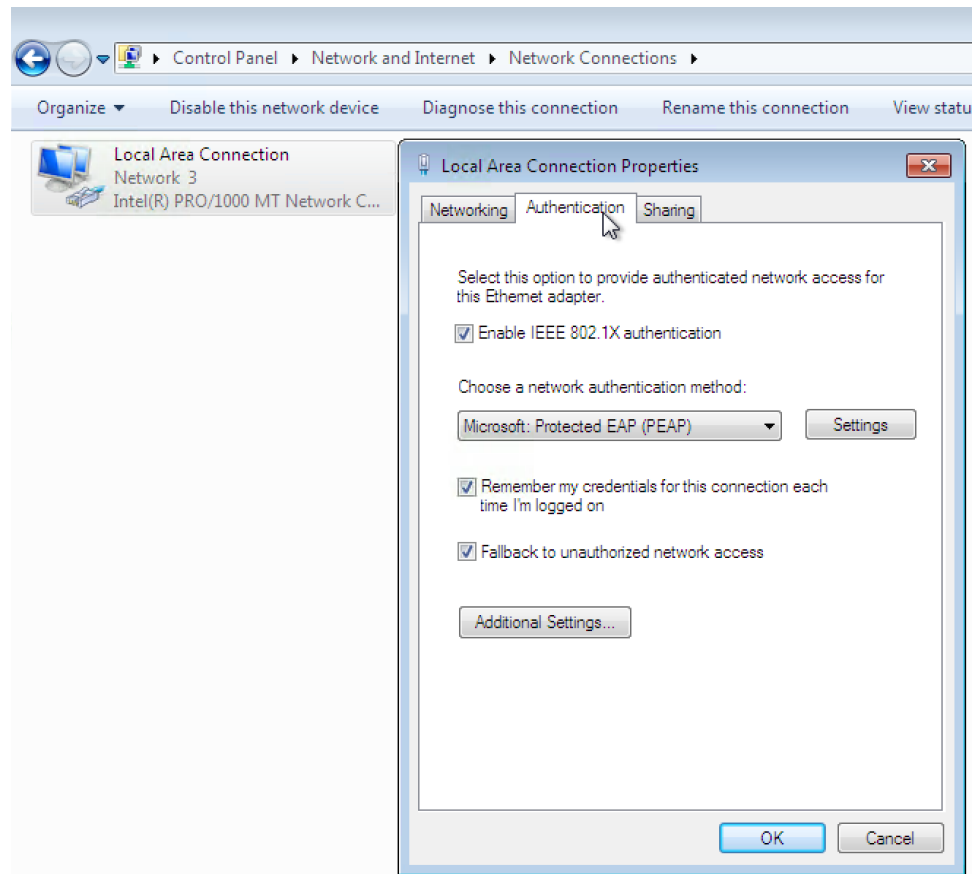 Control Panel Network and Internet Network Connections
Organize Disable this network device Diagnose this connection Rename this connection View statu
Local Area Connection
Network 3
Intel(R) PRO/1000 MT Network C...
Local Area Connection Properties
Networking Authentication Sharing
Select this option to provide authenticated network access for
this Ethernet adapter.
Enable IEEE 802.1X authentication
Choose a network authentication method:
Microsoft: Protected EAP (PEAP) Settings
Remember my credentials for this connection each
time I'm logged on
Fallback to unauthorized network access
Additional Settings...
OK Cancel